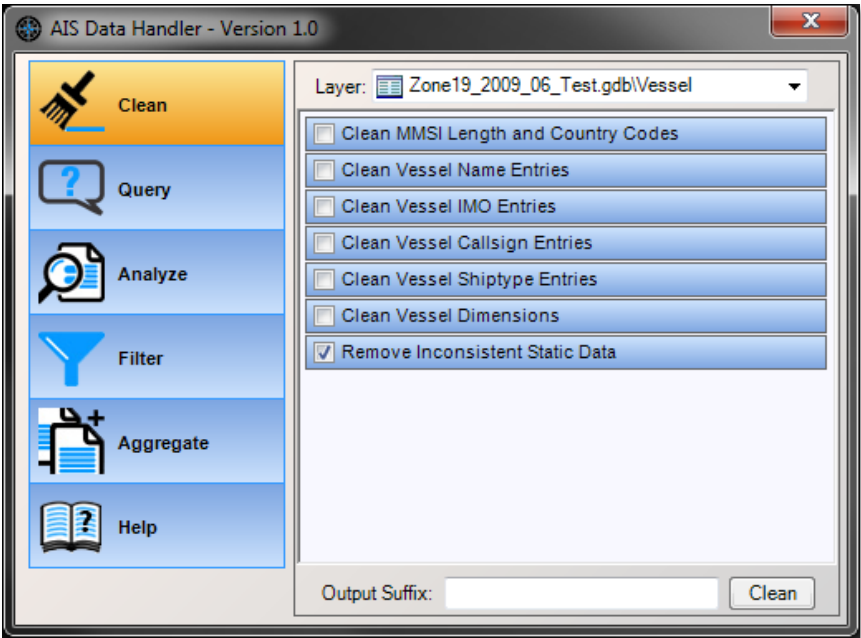 AIS Data Handler - Version 1.0
Clean
Query
Analyze
Filter
Aggregate
Help
Layer: Zone19_2009_06_Test.gdb\Vessel
Clean MMSI Length and Country Codes
Clean Vessel Name Entries
Clean Vessel IMO Entries
Clean Vessel Callsign Entries
Clean Vessel Shiptype Entries
Clean Vessel Dimensions
Remove Inconsistent Static Data
Output Suffix:
Clean